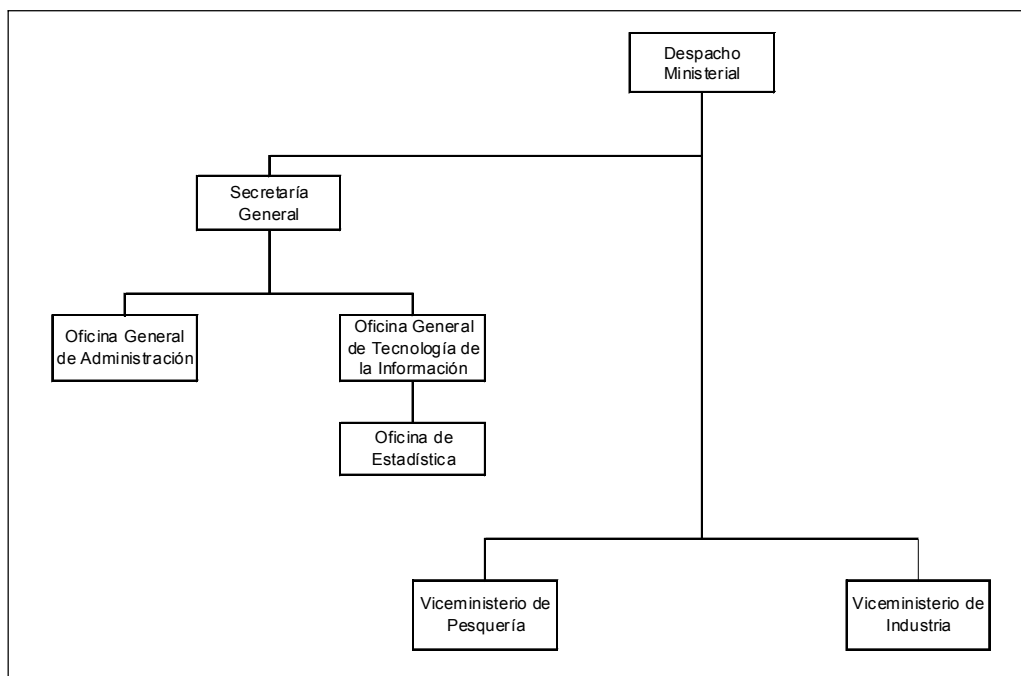 Despacho
Ministerial
Secretaría
General
Oficina General
de Administración
Oficina General
de Tecnología de
la Información
Oficina de
Estadística
Viceministerio de
Pesquería
Viceministerio de
Industria